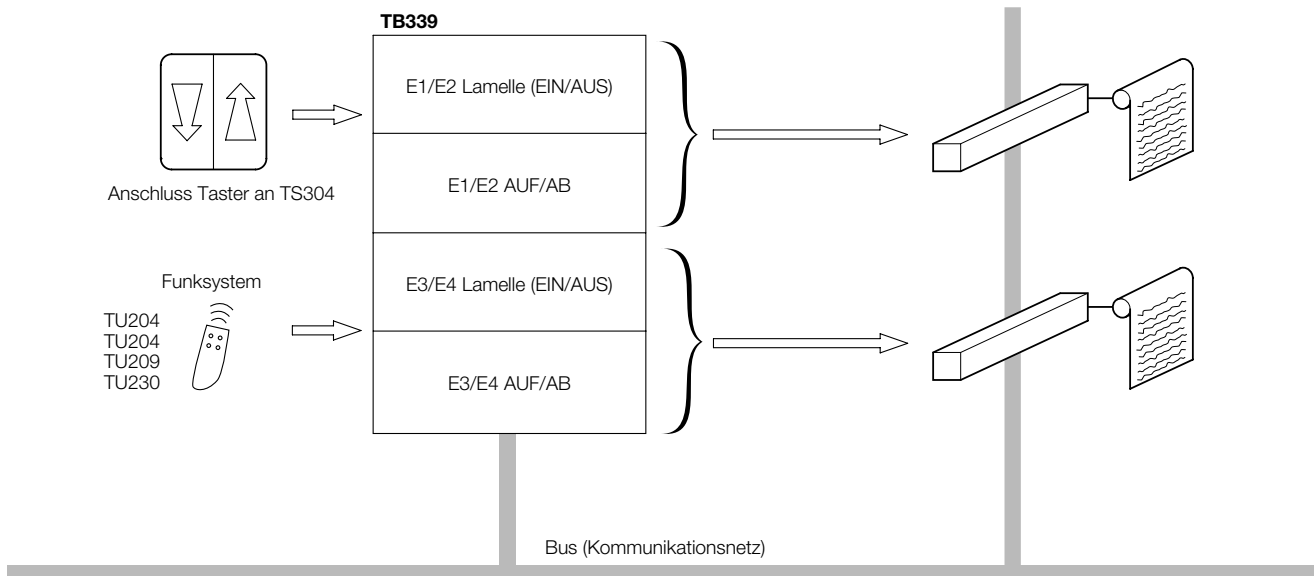 TB339
E1/E2 Lamelle (EIN/AUS)
E1/E2 AUF/AB
Anschluss Taster an TS304
Funksystem
TU204
TU204
TU209
TU230
E3/E4 Lamelle (EIN/AUS)
E3/E4 AUF/AB
Bus (Kommunikationsnetz)